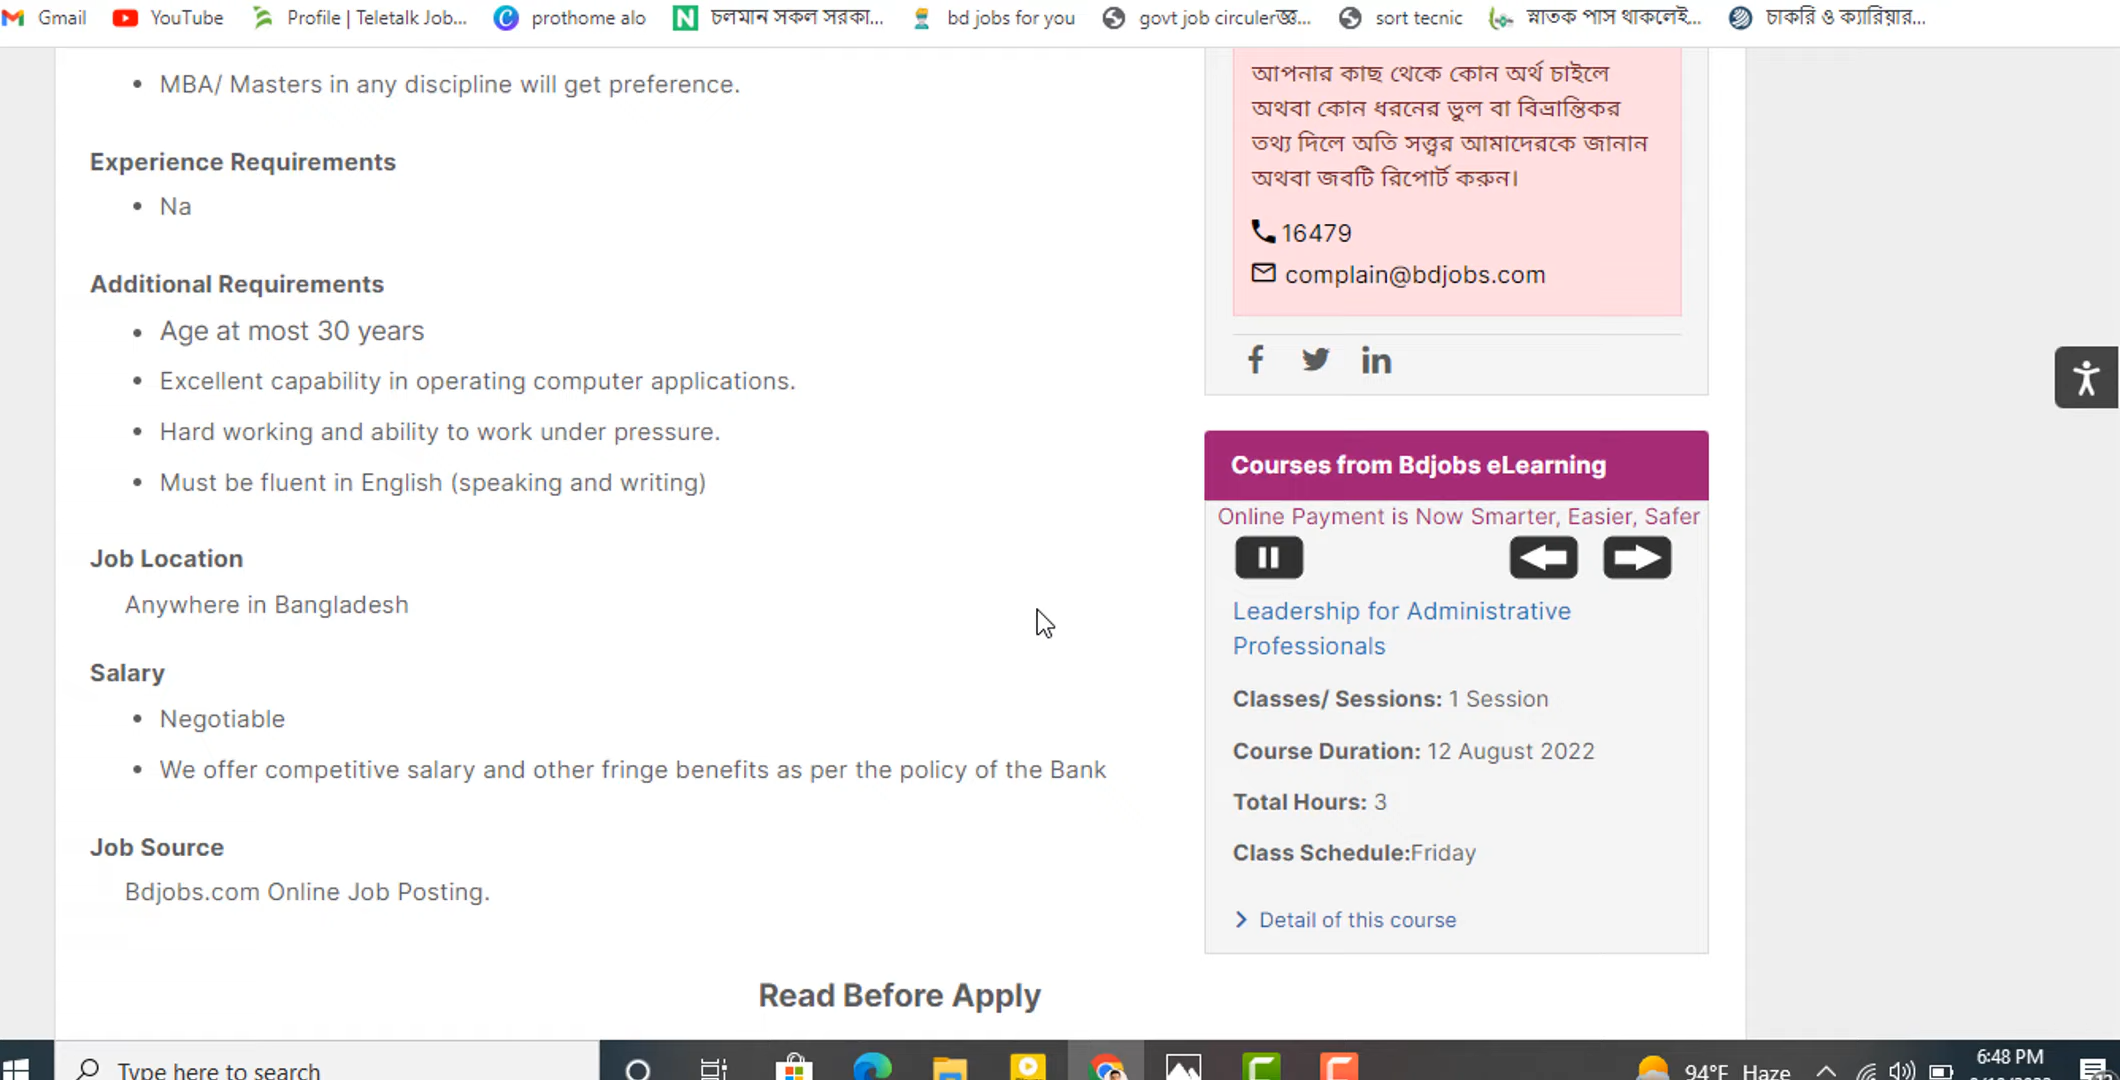 Gmail YouTube Profile | Teletalk Job... prothome alo চলমান সকল সরকা... bd jobs for you govt job circulerজ্জ... sort tecnic স্নাতক পাস থাকলেই... চাকরি ও ক্যারিয়ার...
MBA/ Masters in any discipline will get preference.
Experience Requirements
Na
Additional Requirements
Age at most 30 years
Excellent capability in operating computer applications.
Hard working and ability to work under pressure.
Must be fluent in English (speaking and writing)
Job Location
Anywhere in Bangladesh
Salary
Negotiable
We offer competitive salary and other fringe benefits as per the policy of the Bank
Job Source
Bdjobs.com Online Job Posting.
Read Before Apply
আপনার কাছ থেকে কোন অর্থ চাইলে
অথবা কোন ধরনের ভুল বা বিভ্রান্তিকর
তথ্য দিলে অতি সত্ত্বর আমাদেরকে জানান
অথবা জবটি রিপোর্ট করুন।
16479
complain@bdjobs.com
Courses from Bdjobs eLearning
Online Payment is Now Smarter, Easier, Safer
Leadership for Administrative
Professionals
Classes/ Sessions: 1 Session
Course Duration: 12 August 2022
Total Hours: 3
Class Schedule:Friday
Detail of this course
Type here to search
94°F Haze
6:48 PM